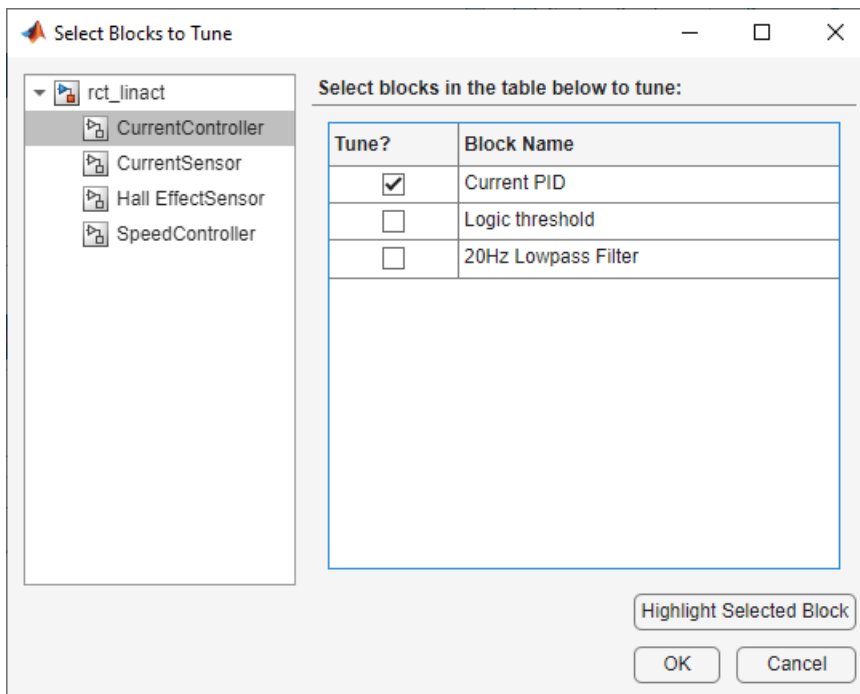 Select Blocks to Tune
rct_linact
CurrentController
CurrentSensor
Hall EffectSensor
SpeedController
Select blocks in the table below to tune:
Tune? Block Name
Current PID
Logic threshold
20Hz Lowpass Filter
Highlight Selected Block
OK Cancel